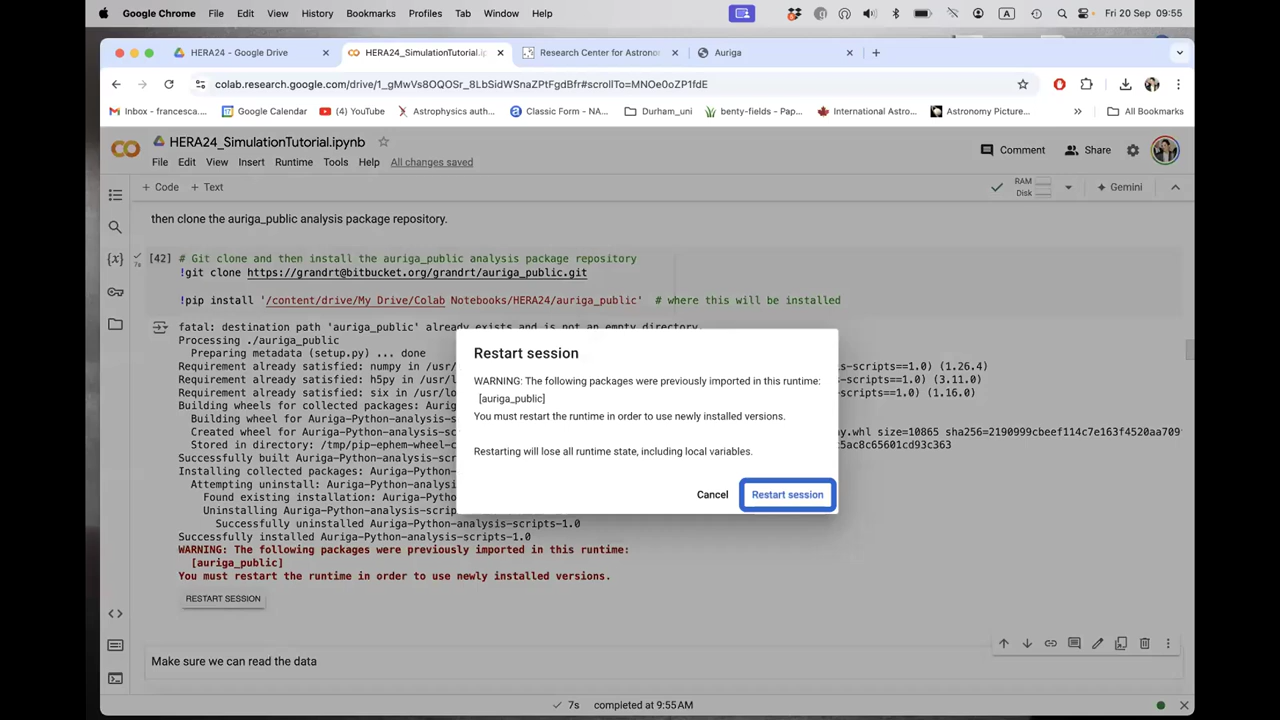 Google Chrome File Edit View History Bookmarks Profiles Tab Window Help A Fri 20 Sep 09:55
HERA24 - Google Drive
HERA24_SimulationTutorial.ip
Research Center for Astronom
Auriga
colab.research.google.com/drive/1_gMwVs8OQOSr_8LbSidWSnaZPtFgdBfr#scrollTo=MNOe0oZP1fdE
Inbox - francesca.... Google Calendar (4) YouTube Astrophysics auth... Classic Form - NA... Durham_uni benty-fields - Pap... International Astro... Astronomy Picture... » All Bookmarks
HERA24_SimulationTutorial.ipynb
File Edit View Insert Runtime Tools Help All changes saved
Comment Share
+ Code + Text
RAM
Disk
Gemini
then clone the auriga_public analysis package repository.
7s
[42] # Git clone and then install the auriga_public analysis package repository
!git clone https://grandrt@bitbucket.org/grandrt/auriga_public.git
!pip install '/content/drive/My Drive/Colab Notebooks/HERA24/auriga_public' # where this will be installed
fatal: destination path 'auriga_public' already exists and is not an empty directory.
Processing ./auriga_public
Preparing metadata (setup.py) ... done
Requirement already satisfied: numpy in /usr/l s-scripts==1.0) (1.26.4)
Requirement already satisfied: h5py in /usr/lo -scripts==1.0) (3.11.0)
Requirement already satisfied: six in /usr/lo scripts==1.0) (1.16.0)
Building wheels for collected packages: Auriga
Building wheel for Auriga-Python-analysis-sc
Created wheel for Auriga-Python-analysis-scr y.whl size=10865 sha256=2190999cbeef114c7e163f4520aa709
Stored in directory: /tmp/pip-ephem-wheel-c 5ac8c65601cd93c363
Successfully built Auriga-Python-analysis-scri
Installing collected packages: Auriga-Python-
Attempting uninstall: Auriga-Python-analysis
Found existing installation: Auriga-Python
Uninstalling Auriga-Python-analysis-script
Successfully uninstalled Auriga-Python-analysis-scripts-1.0
Successfully installed Auriga-Python-analysis-scripts-1.0
WARNING: The following packages were previously imported in this runtime:
[auriga_public]
You must restart the runtime in order to use newly installed versions.
RESTART SESSION
Restart session
WARNING: The following packages were previously imported in this runtime:
[auriga_public]
You must restart the runtime in order to use newly installed versions.
Restarting will lose all runtime state, including local variables.
Cancel Restart session
Make sure we can read the data
7s completed at 9:55 AM